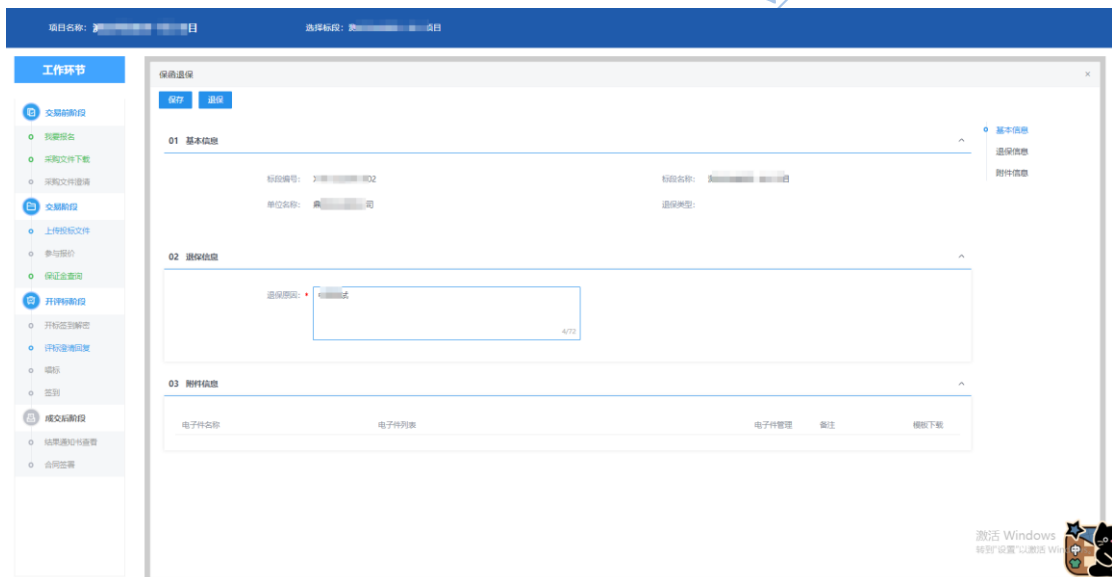 项目名称: 目
选择标段: 项目
工作环节
交易前阶段
我要报名
采购文件下载
采购文件澄清
交易阶段
上传投标文件
参与报价
保证金查询
开评标阶段
开标签到解密
评标澄清回复
唱标
签到
成交后阶段
结果通知书查看
合同签署
保函退保
×
保存 退保
01 基本信息
标段编号: 02
标段名称: 目
单位名称: 司
退保类型:
02 退保信息
退保原因: • 试
4/72
03 附件信息
电子件名称 电子件列表 电子件管理 备注 模板下载
基本信息
退保信息
附件信息
激活 Windows
转到"设置"以激活 Win
中